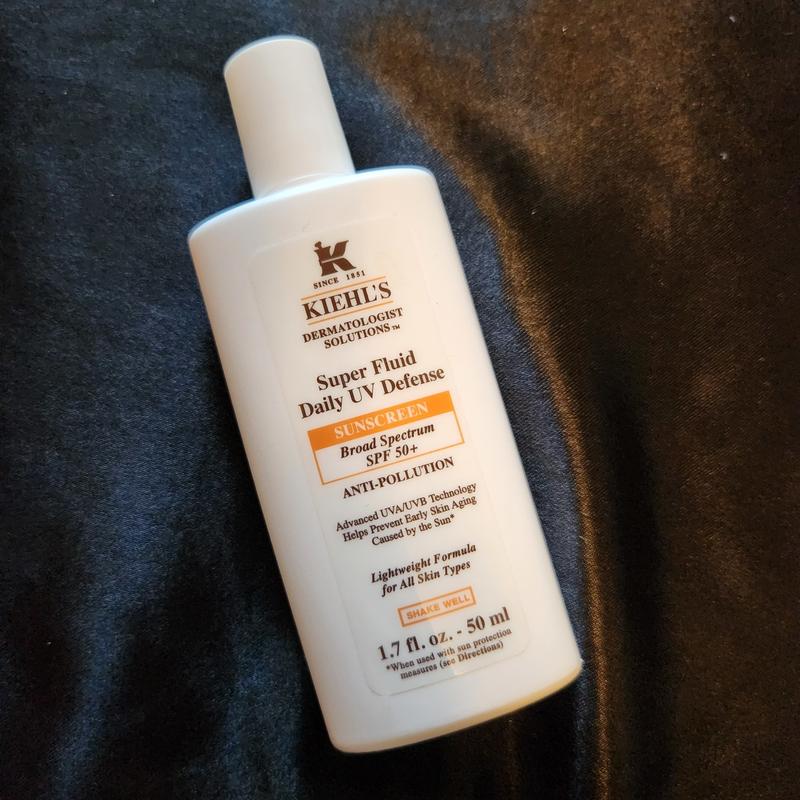 K
SINCE 1851
KIEHL'S
DERMATOLOGIST
SOLUTIONS™
Super Fluid
Daily UV Defense
SUNSCREEN
Broad Spectrum
SPF 50+
ANTI-POLLUTION
Advanced UVA/UVB Technology
Helps Prevent Early Skin Aging
Caused by the Sun*
Lightweight Formula
for All Skin Types
SHAKE WELL
1.7 fl. oz. - 50 ml
*When used with sun protection
measures (see Directions)